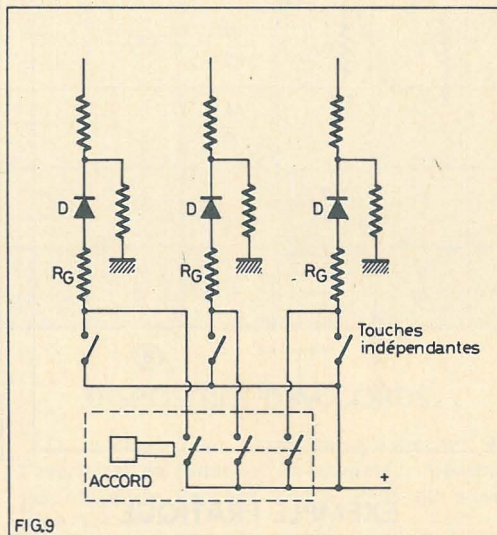 D
D
D
RG
RG
RG
Touches
indépendantes
ACCORD
+
FIG.9